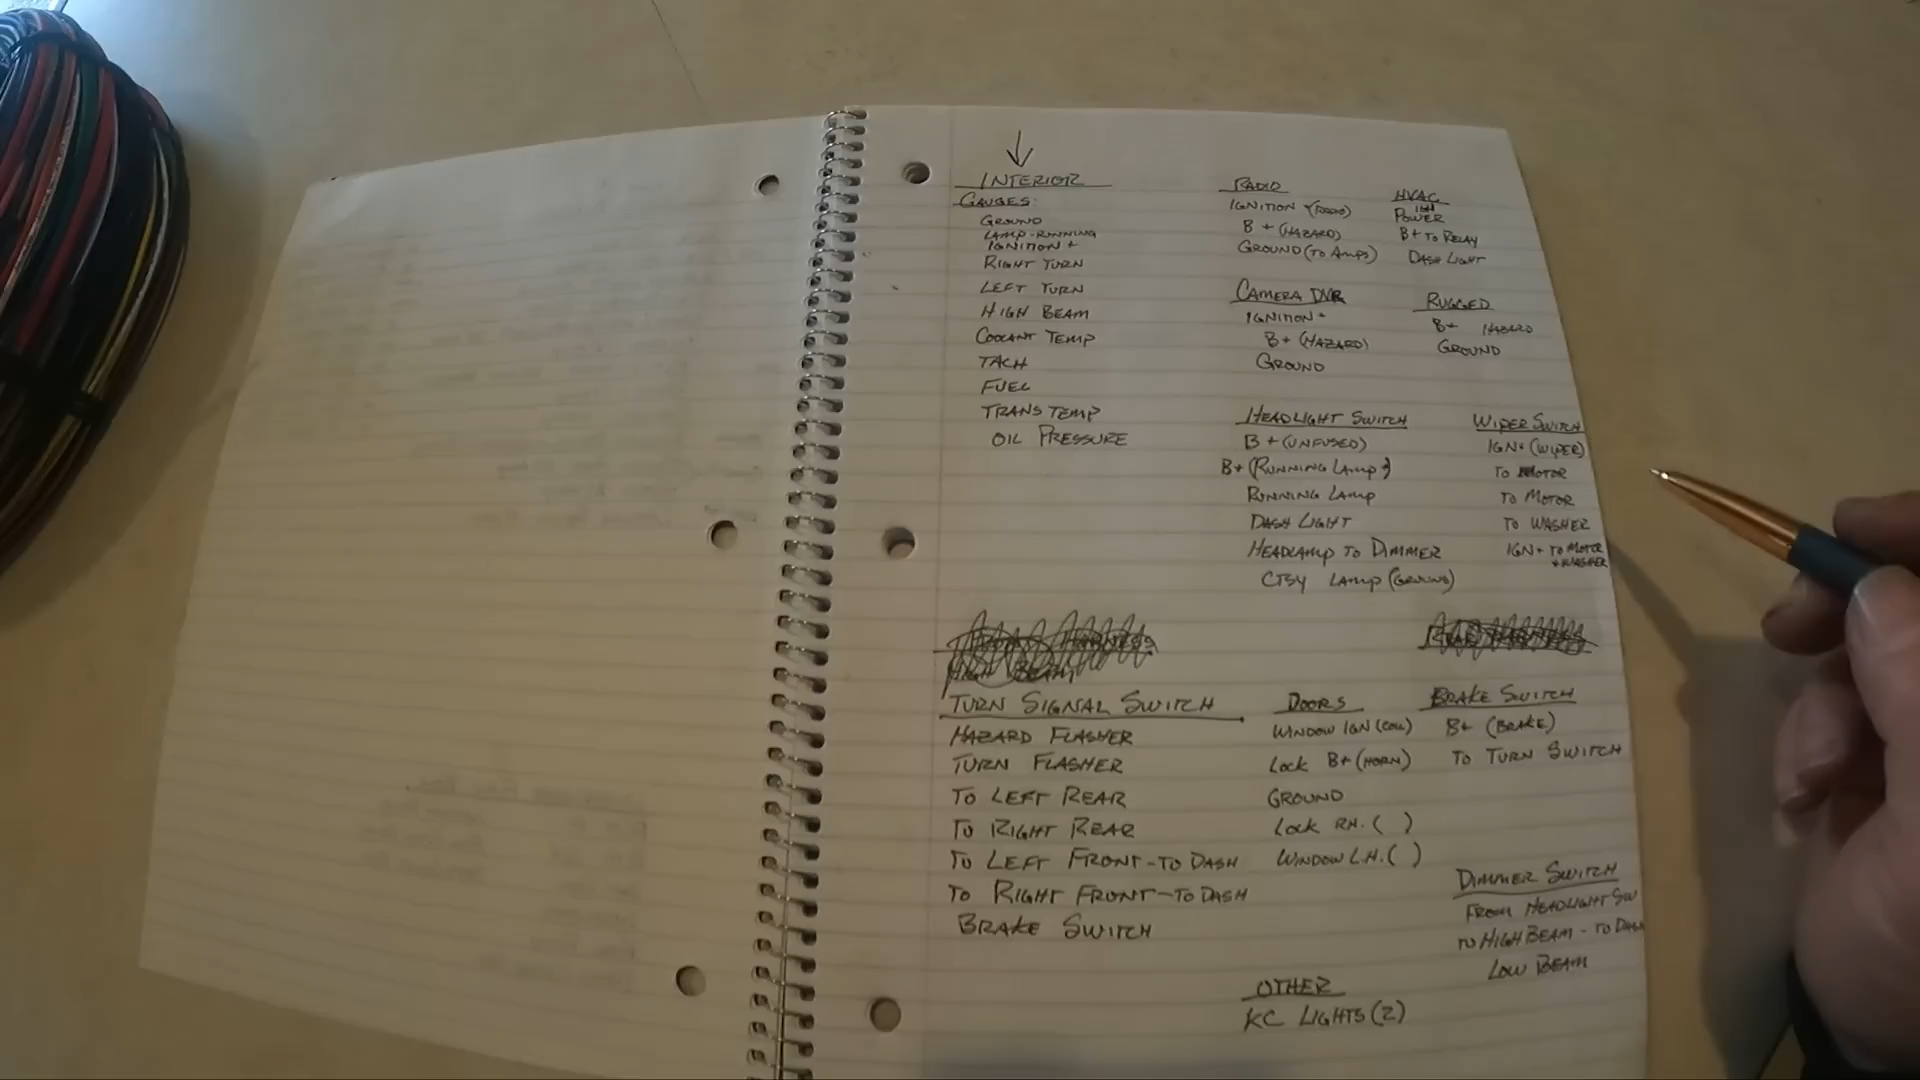 INTERIOR
GAUGES:
GROUND
LAMP-RUNNING
IGNITION +
RIGHT TURN
LEFT TURN
HIGH BEAM
COOLANT TEMP
TACH
FUEL
TRANS TEMP
OIL PRESSURE
RADIO
IGNITION + (RADIO)
B + (HAZARD)
GROUND (TO AMPS)
HVAC
IGN
POWER
B+ TO RELAY
DASH LIGHT
CAMERA DVR
IGNITION +
B+ (HAZARD)
GROUND
RUGGED
B+ HAZARD
GROUND
HEADLIGHT SWITCH
B + (UNFUSED)
B+ (RUNNING LAMP +)
RUNNING LAMP
DASH LIGHT
HEADLAMP TO DIMMER
CTSY LAMP (GROUND)
WIPER SWITCH
IGN+ (WIPER)
TO MOTOR
TO MOTOR
TO WASHER
IGN+ TO MOTOR
+ WASHER
HARNESS
BEAM
REAR HARNESS
TURN SIGNAL SWITCH
HAZARD FLASHER
TURN FLASHER
TO LEFT REAR
TO RIGHT REAR
TO LEFT FRONT - TO DASH
TO RIGHT FRONT - TO DASH
BRAKE SWITCH
DOORS
WINDOW IGN (COIL)
LOCK B+ (HORN)
GROUND
LOCK RH. ( )
WINDOW L.H. ( )
BRAKE SWITCH
B+ (BRAKE)
TO TURN SWITCH
DIMMER SWITCH
FROM HEADLIGHT SW
TO HIGH BEAM - TO DASH
LOW BEAM
OTHER
KC LIGHTS (2)